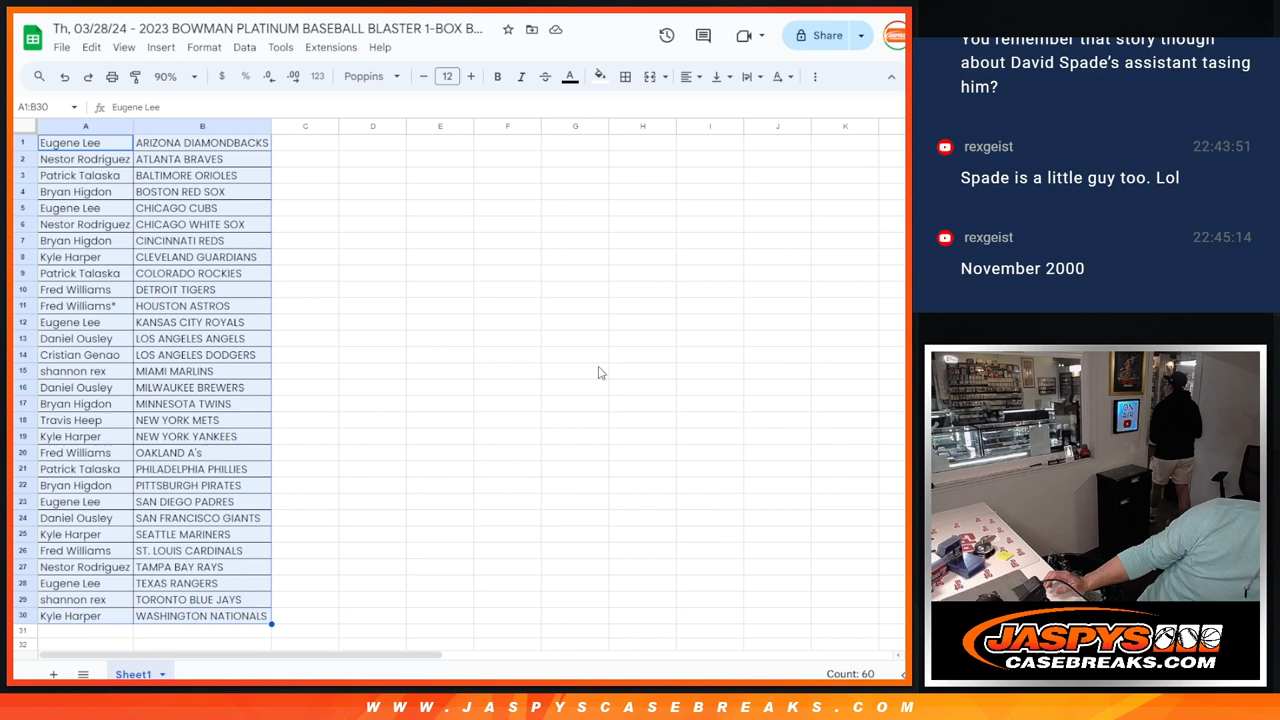 Th, 03/28/24 - 2023 BOWMAN PLATINUM BASEBALL BLASTER 1-BOX B...
File Edit View Insert Format Data Tools Extensions Help
Share
90% $ % .0 .00 123 Poppins 12 B I A
A1:B30 fx Eugene Lee
A B C D E F G H I J K
1 Eugene Lee ARIZONA DIAMONDBACKS
2 Nestor Rodriguez ATLANTA BRAVES
3 Patrick Talaska BALTIMORE ORIOLES
4 Bryan Higdon BOSTON RED SOX
5 Eugene Lee CHICAGO CUBS
6 Nestor Rodriguez CHICAGO WHITE SOX
7 Bryan Higdon CINCINNATI REDS
8 Kyle Harper CLEVELAND GUARDIANS
9 Patrick Talaska COLORADO ROCKIES
10 Fred Williams DETROIT TIGERS
11 Fred Williams* HOUSTON ASTROS
12 Eugene Lee KANSAS CITY ROYALS
13 Daniel Ousley LOS ANGELES ANGELS
14 Cristian Genao LOS ANGELES DODGERS
15 shannon rex MIAMI MARLINS
16 Daniel Ousley MILWAUKEE BREWERS
17 Bryan Higdon MINNESOTA TWINS
18 Travis Heep NEW YORK METS
19 Kyle Harper NEW YORK YANKEES
20 Fred Williams OAKLAND A's
21 Patrick Talaska PHILADELPHIA PHILLIES
22 Bryan Higdon PITTSBURGH PIRATES
23 Eugene Lee SAN DIEGO PADRES
24 Daniel Ousley SAN FRANCISCO GIANTS
25 Kyle Harper SEATTLE MARINERS
26 Fred Williams ST. LOUIS CARDINALS
27 Nestor Rodriguez TAMPA BAY RAYS
28 Eugene Lee TEXAS RANGERS
29 shannon rex TORONTO BLUE JAYS
30 Kyle Harper WASHINGTON NATIONALS
31
32
Sheet1 Count: 60
You remember that story though
about David Spade's assistant tasing
him?
rexgeist 22:43:51
Spade is a little guy too. Lol
rexgeist 22:45:14
November 2000
ON
AIR
JASPYS
CASEBREAKS.COM
WWW.JASPYSCASEBREAKS.COM